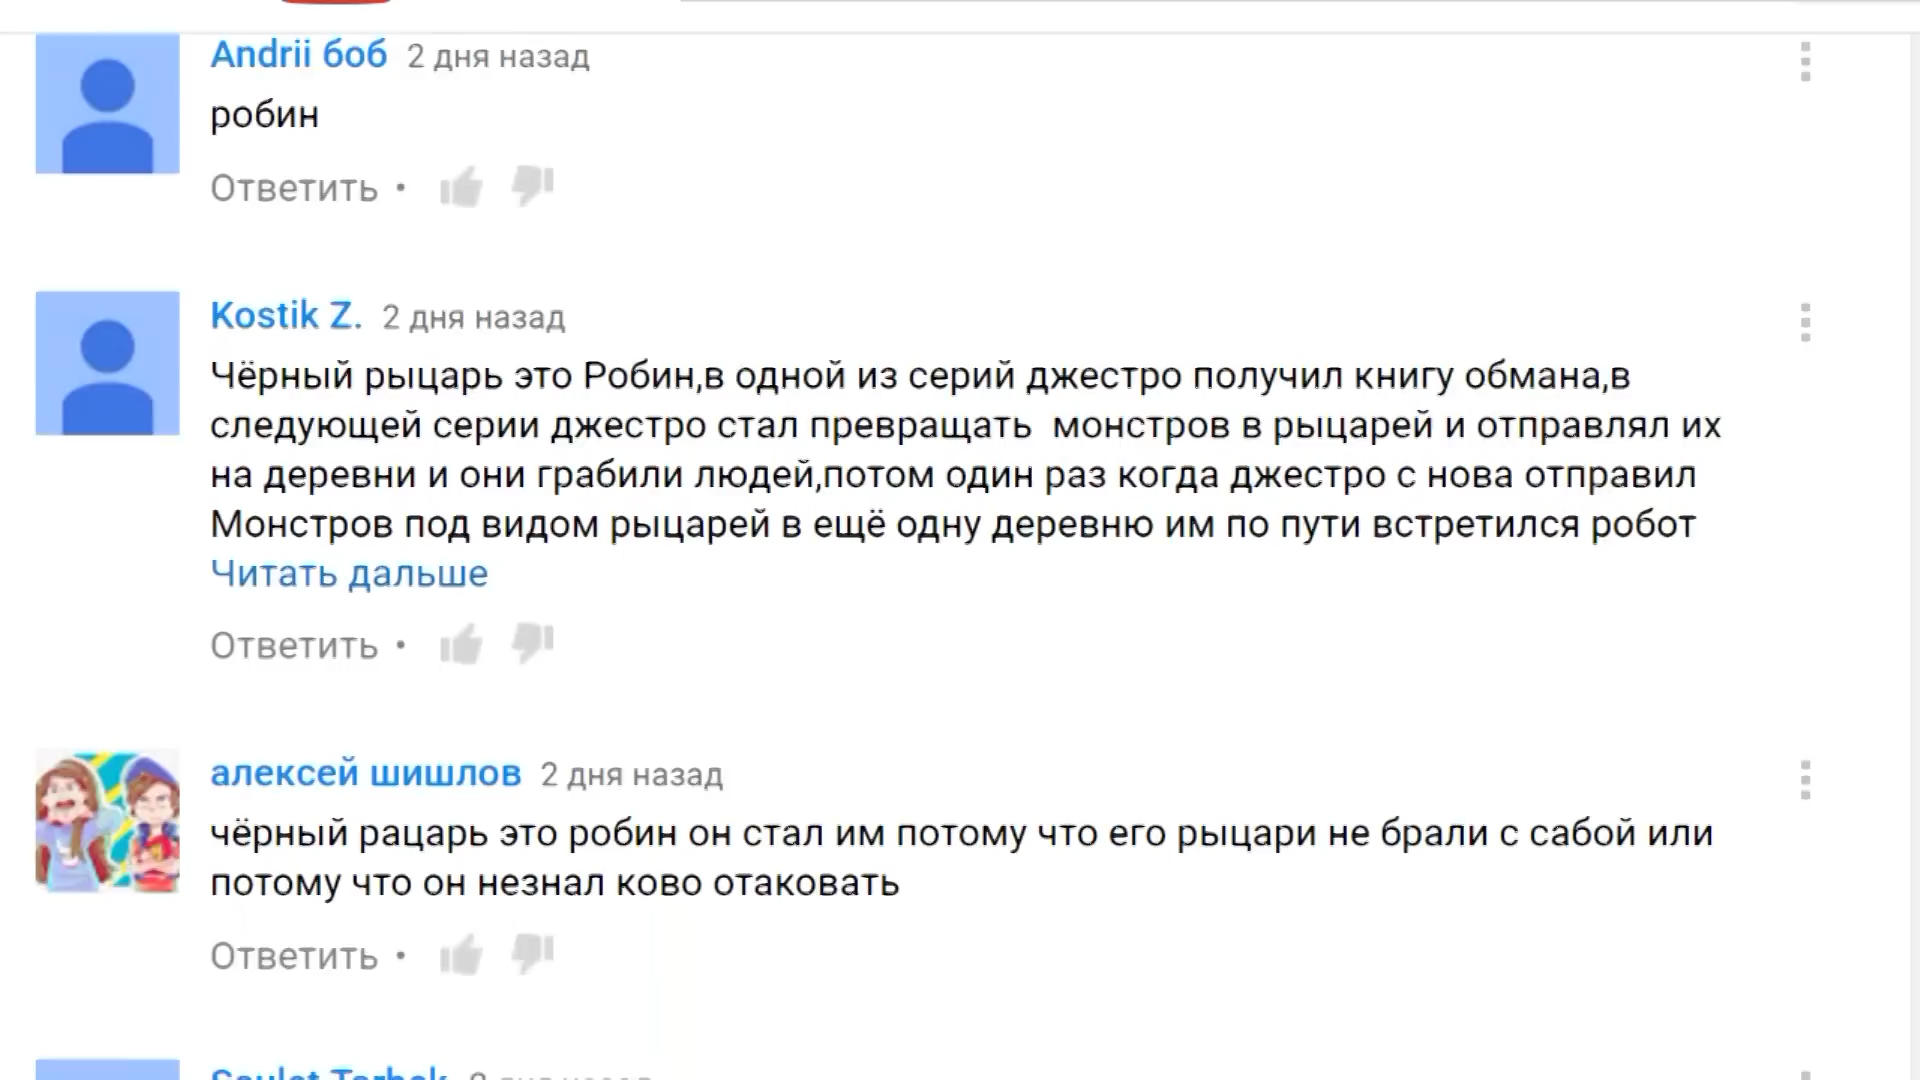 Andrii боб 2 дня назад
робин
Ответить •
Kostik Z. 2 дня назад
Чёрный рыцарь это Робин,в одной из серий джестро получил книгу обмана,в
следующей серии джестро стал превращать монстров в рыцарей и отправлял их
на деревни и они грабили людей,потом один раз когда джестро с нова отправил
Монстров под видом рыцарей в ещё одну деревню им по пути встретился робот
Читать дальше
Ответить •
алексей шишлов 2 дня назад
чёрный рацарь это робин он стал им потому что его рыцари не брали с сабой или
потому что он незнал ково отаковать
Ответить •